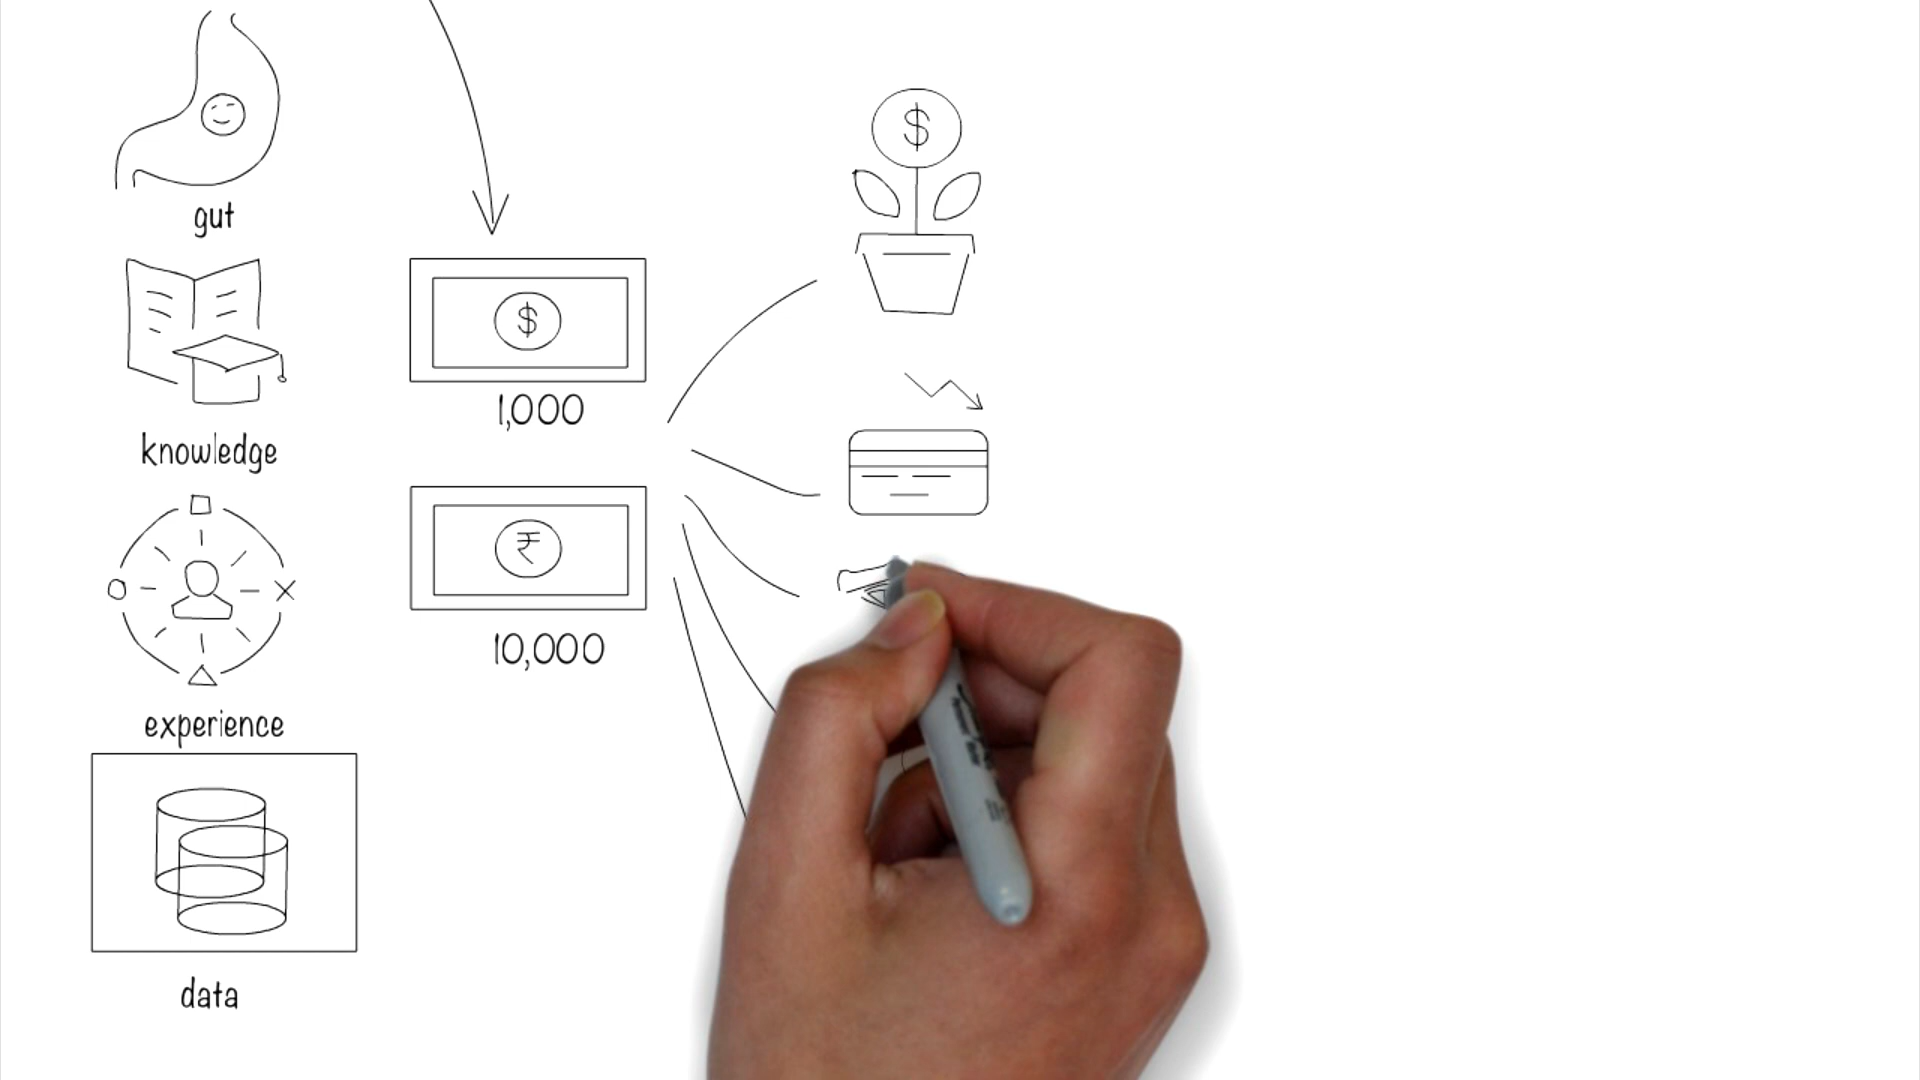 gut
knowledge
experience
data
$
1,000
₹
10,000
$